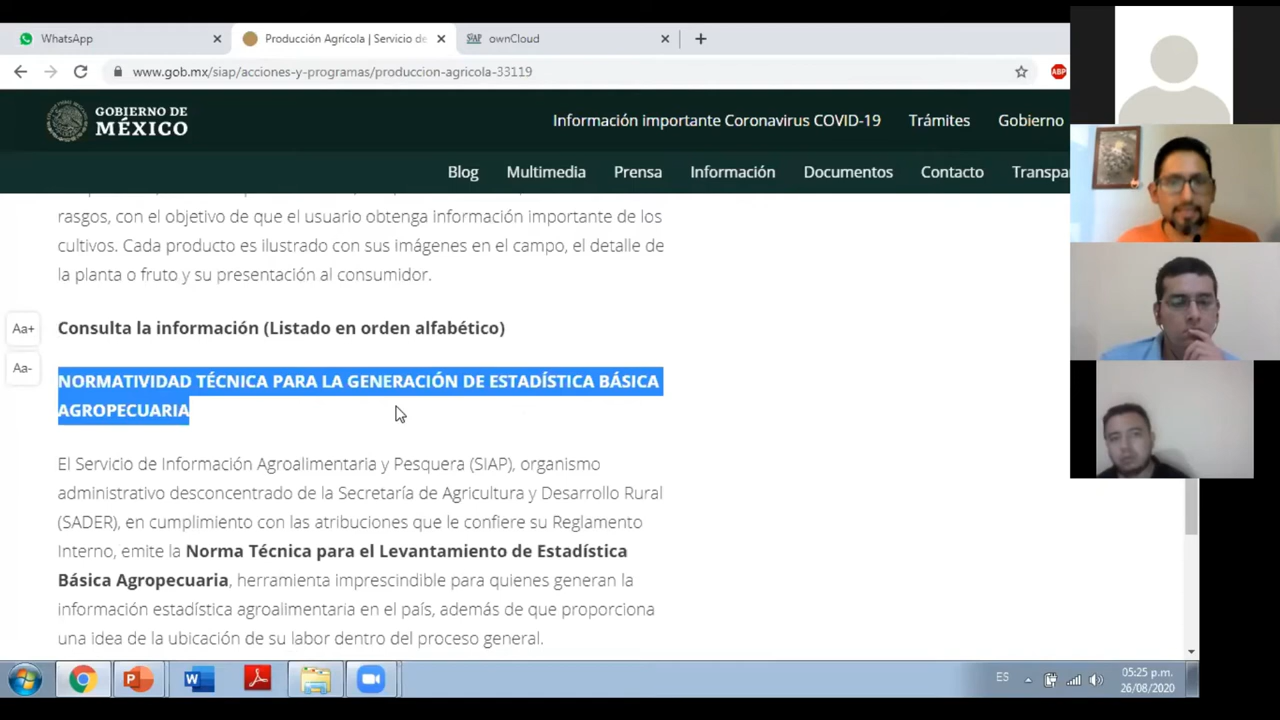 WhatsApp
Producción Agrícola | Servicio de
SIAP ownCloud
www.gob.mx/siap/acciones-y-programas/produccion-agricola-33119
ABP
GOBIERNO DE
MÉXICO
Información importante Coronavirus COVID-19 Trámites Gobierno
Blog Multimedia Prensa Información Documentos Contacto Transpa
rasgos, con el objetivo de que el usuario obtenga información importante de los
cultivos. Cada producto es ilustrado con sus imágenes en el campo, el detalle de
la planta o fruto y su presentación al consumidor.
Aa+
Consulta la información (Listado en orden alfabético)
Aa-
NORMATIVIDAD TÉCNICA PARA LA GENERACIÓN DE ESTADÍSTICA BÁSICA
AGROPECUARIA
El Servicio de Información Agroalimentaria y Pesquera (SIAP), organismo
administrativo desconcentrado de la Secretaría de Agricultura y Desarrollo Rural
(SADER), en cumplimiento con las atribuciones que le confiere su Reglamento
Interno, emite la Norma Técnica para el Levantamiento de Estadística
Básica Agropecuaria, herramienta imprescindible para quienes generan la
información estadística agroalimentaria en el país, además de que proporciona
una idea de la ubicación de su labor dentro del proceso general.
ES
05:25 p.m.
26/08/2020